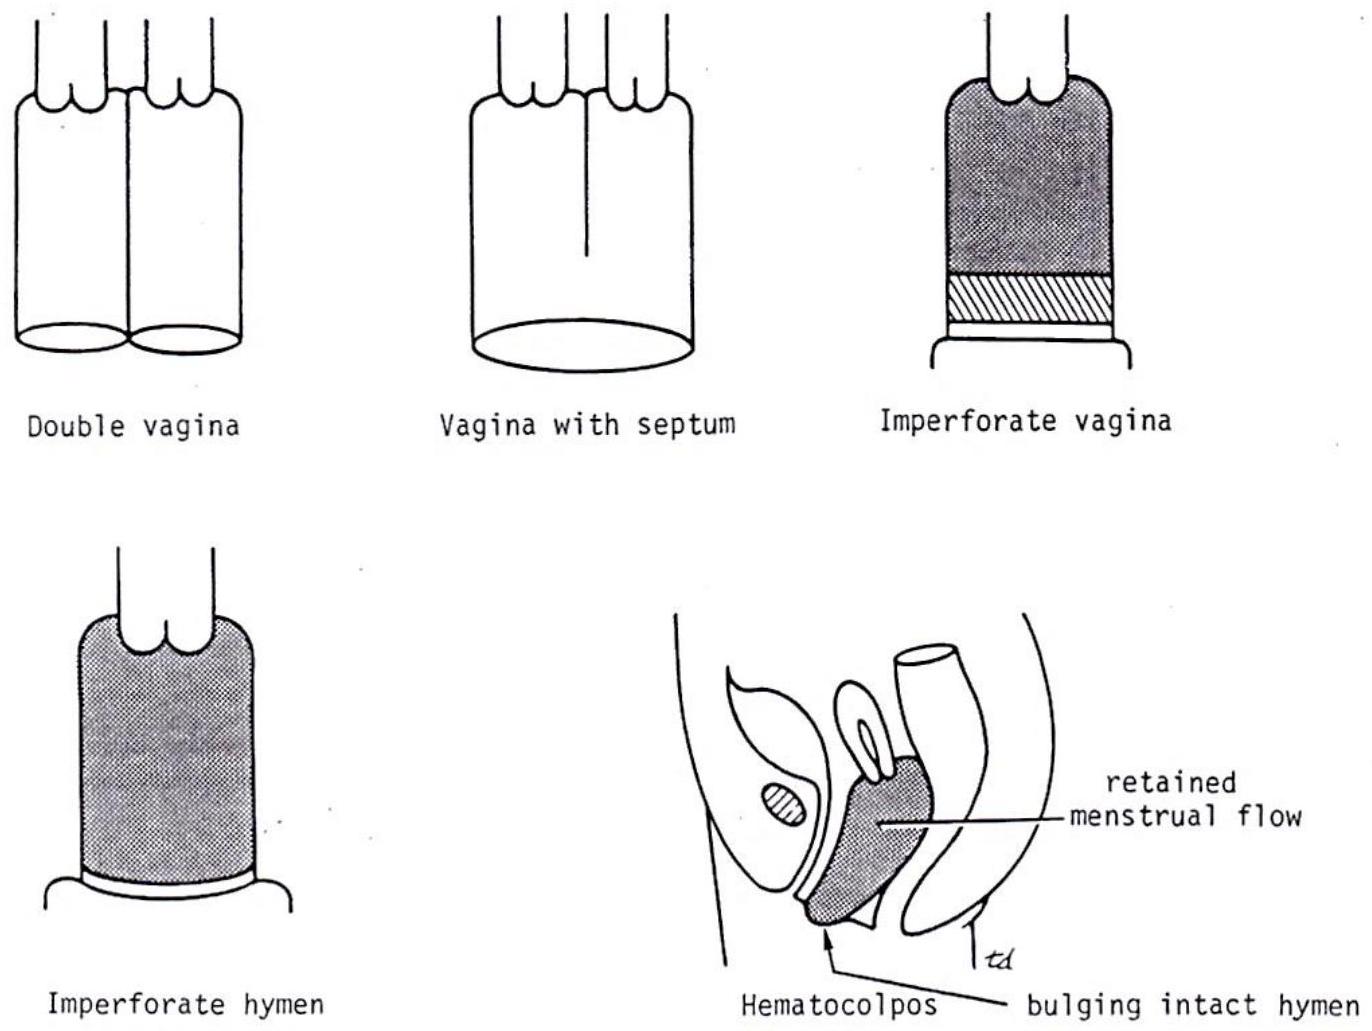 Double vagina
Vagina with septum
Imperforate vagina
retained
menstrual flow
td
Imperforate hymen
Hematocolpos
bulging intact hymen